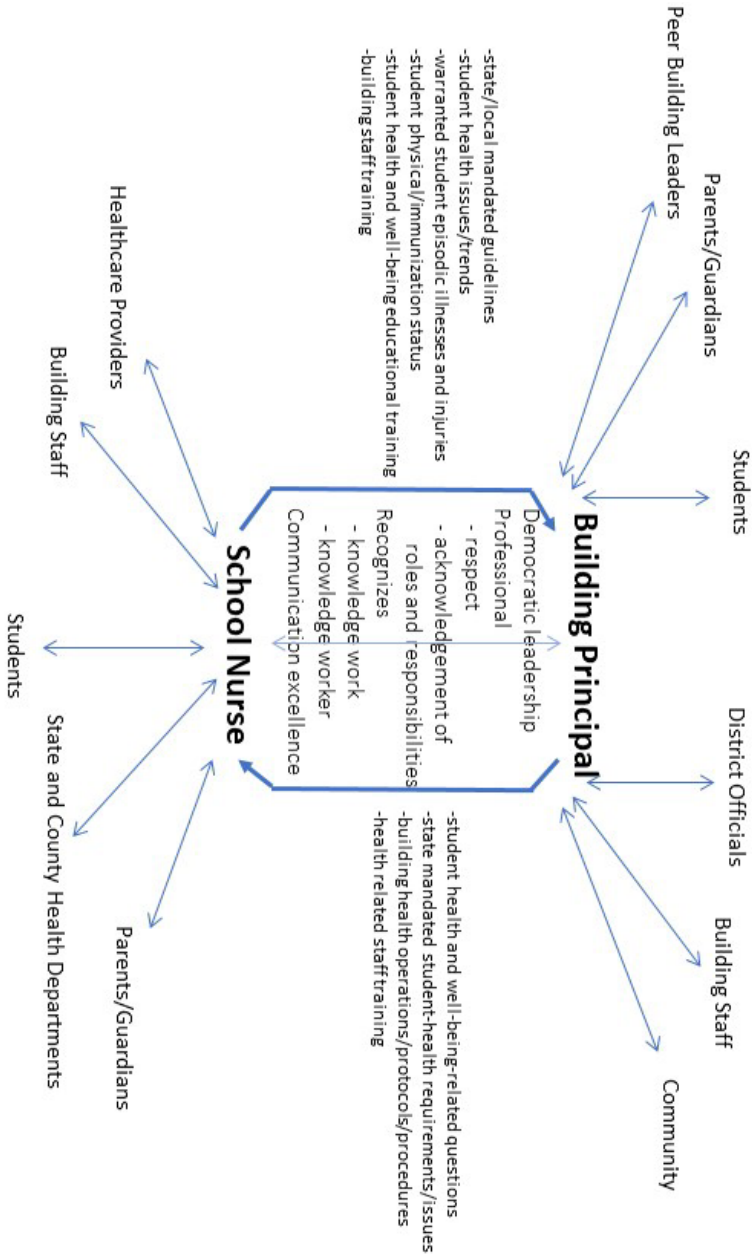 Peer Building Leaders
Parents/Guardians
Students
District Officials
Building Staff
Community
Building Principal
-state/local mandated guidelines
-student health issues/trends
-warranted student episodic illnesses and injuries
-student physical/immunization status
-student health and well-being educational training
-building staff training
Democratic leadership
Professional
- respect
- acknowledgement of
roles and responsibilities
Recognizes
- knowledge work
- knowledge worker
Communication excellence
-student health and well-being-related questions
-state mandated student-health requirements/issues
-building health operations/protocols/procedures
-health related staff training
School Nurse
Healthcare Providers
Building Staff
Students
State and County Health Departments
Parents/Guardians